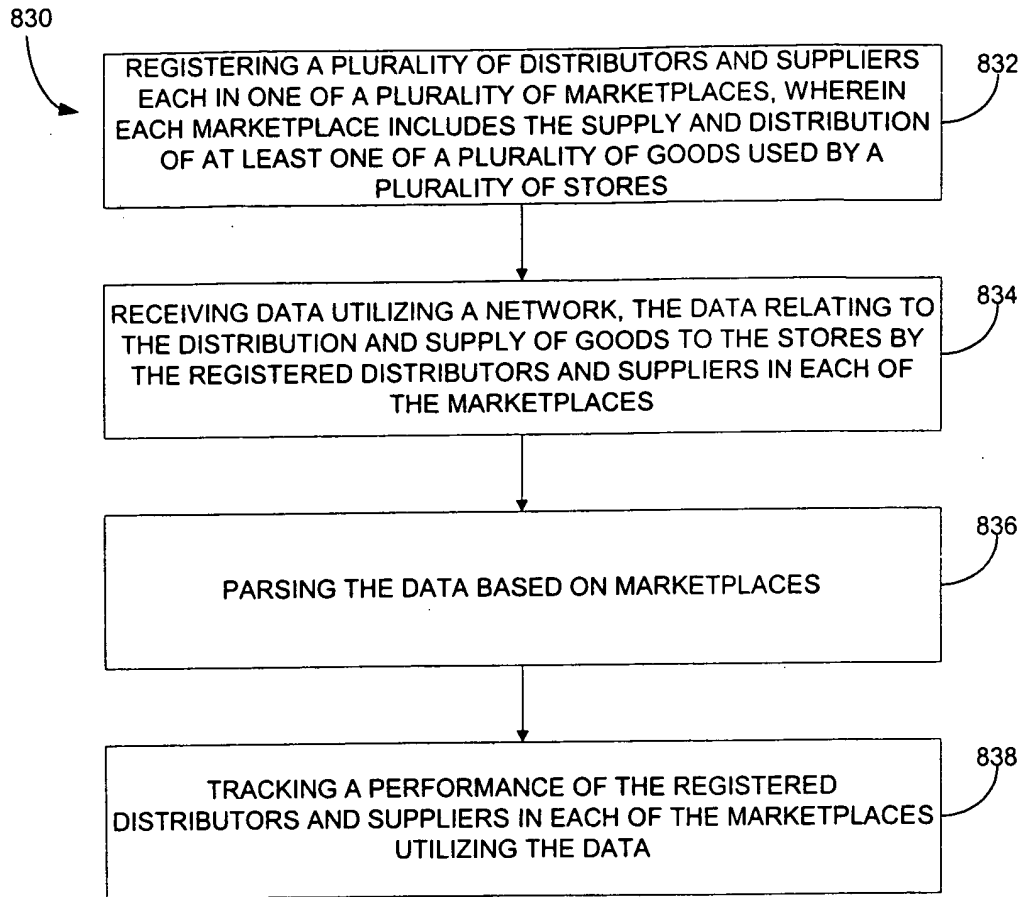 830
REGISTERING A PLURALITY OF DISTRIBUTORS AND SUPPLIERS
EACH IN ONE OF A PLURALITY OF MARKETPLACES, WHEREIN
EACH MARKETPLACE INCLUDES THE SUPPLY AND DISTRIBUTION
OF AT LEAST ONE OF A PLURALITY OF GOODS USED BY A
PLURALITY OF STORES
832
RECEIVING DATA UTILIZING A NETWORK, THE DATA RELATING TO
THE DISTRIBUTION AND SUPPLY OF GOODS TO THE STORES BY
THE REGISTERED DISTRIBUTORS AND SUPPLIERS IN EACH OF
THE MARKETPLACES
834
PARSING THE DATA BASED ON MARKETPLACES
836
TRACKING A PERFORMANCE OF THE REGISTERED
DISTRIBUTORS AND SUPPLIERS IN EACH OF THE MARKETPLACES
UTILIZING THE DATA
838